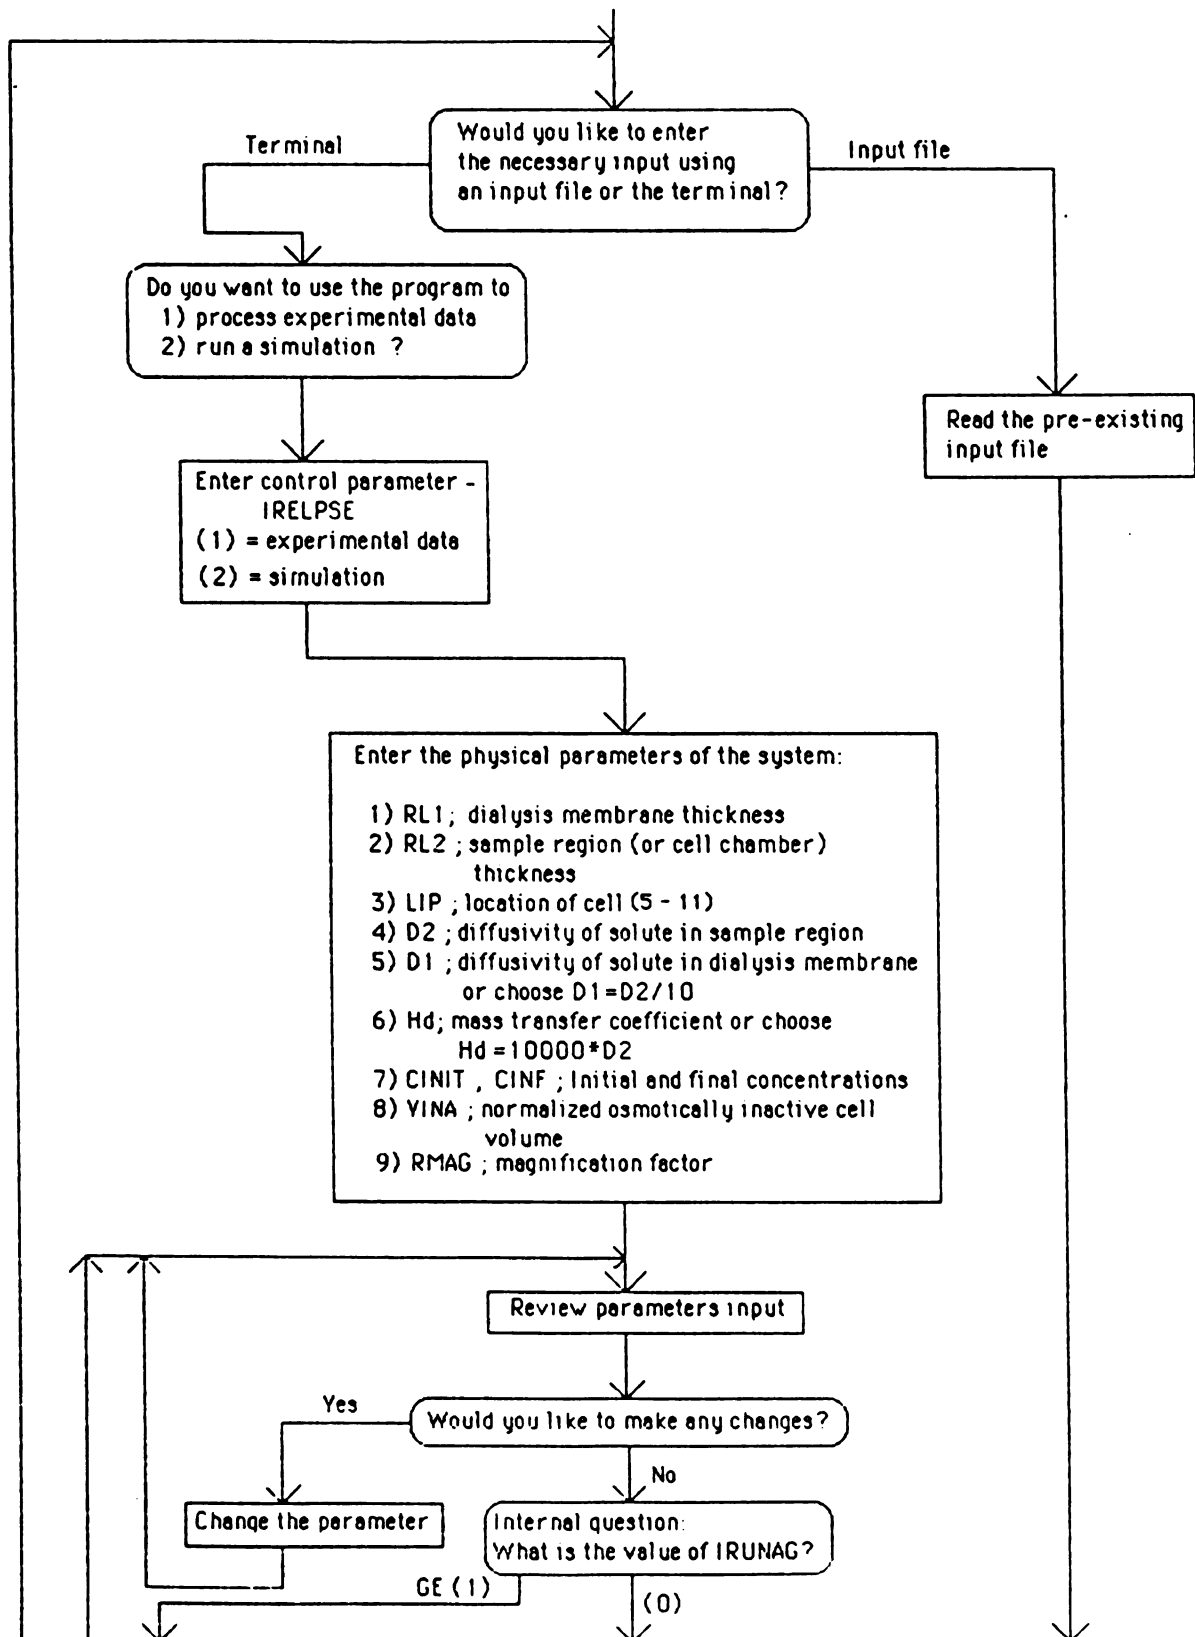 Would you like to enter
the necessary input using
an input file or the terminal?
Terminal
Input file
Do you want to use the program to
1) process experimental data
2) run a simulation ?
Read the pre-existing
input file
Enter control parameter -
IRELPSE
(1) = experimental data
(2) = simulation
Enter the physical parameters of the system:
1) RL1; dialysis membrane thickness
2) RL2 ; sample region (or cell chamber)
thickness
3) LIP ; location of cell (5 - 11)
4) D2 ; diffusivity of solute in sample region
5) D1 ; diffusivity of solute in dialysis membrane
or choose D1=D2/10
6) Hd; mass transfer coefficient or choose
Hd =10000*D2
7) CINIT , CINF ; Initial and final concentrations
8) VINA ; normalized osmotically inactive cell
volume
9) RMAG ; magnification factor
Review parameters input
Yes
Would you like to make any changes?
No
Change the parameter
Internal question:
What is the value of IRUNAG?
GE (1)
(0)